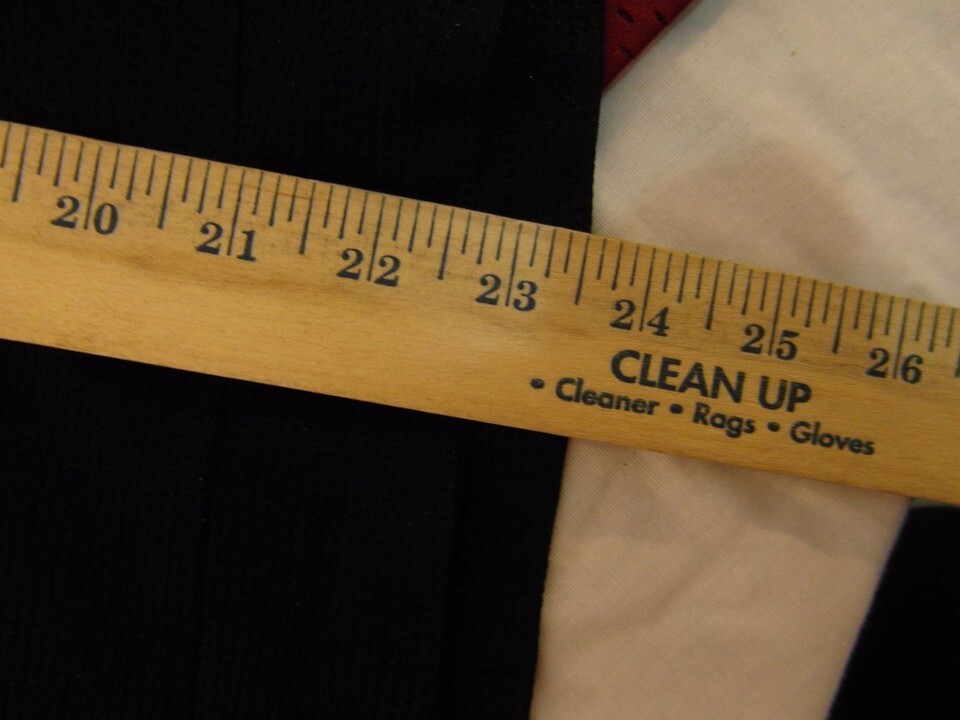 20 21 22 23 24 25 26
CLEAN UP
• Cleaner • Rags • Gloves